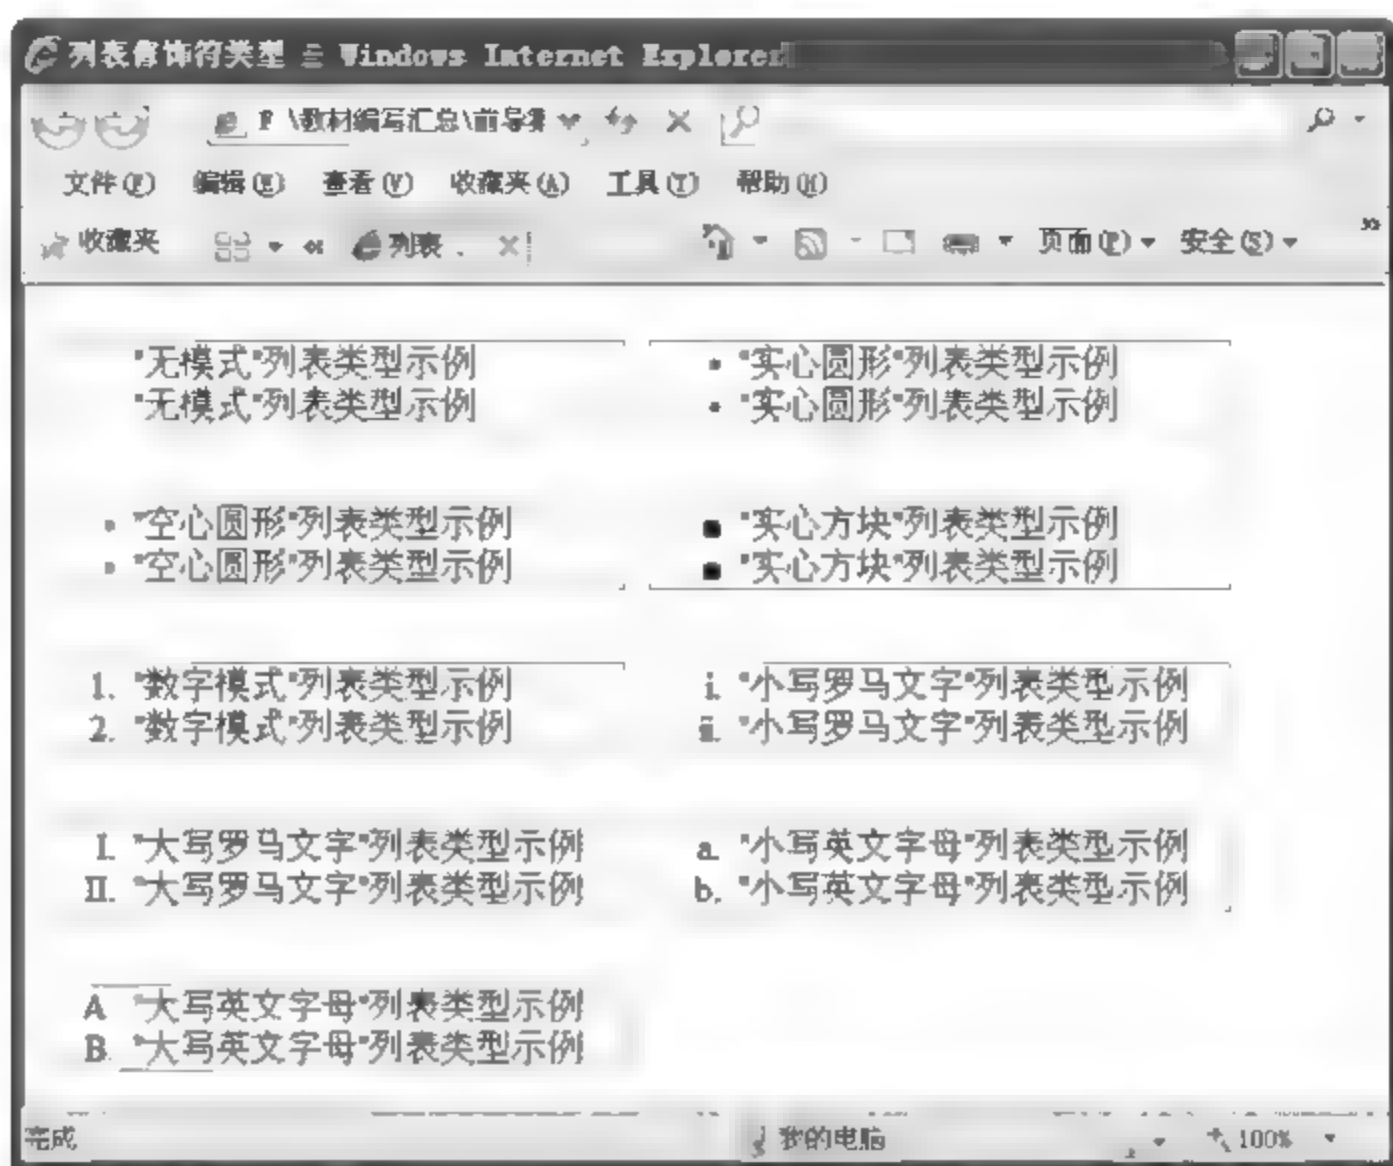 列表修饰符类型 - Windows Internet Explorer
F:\教材编写汇总\前导
文件(F) 编辑(E) 查看(V) 收藏夹(A) 工具(T) 帮助(H)
收藏夹 列表 . 页面(P) 安全(S) »
"无模式"列表类型示例 • "实心圆形"列表类型示例
"无模式"列表类型示例 • "实心圆形"列表类型示例
"空心圆形"列表类型示例 ■ "实心方块"列表类型示例
"空心圆形"列表类型示例 ■ "实心方块"列表类型示例
1. "数字模式"列表类型示例 i. "小写罗马文字"列表类型示例
2. "数字模式"列表类型示例 ii. "小写罗马文字"列表类型示例
I. "大写罗马文字"列表类型示例 a. "小写英文字母"列表类型示例
II. "大写罗马文字"列表类型示例 b. "小写英文字母"列表类型示例
A. "大写英文字母"列表类型示例
B. "大写英文字母"列表类型示例
完成 我的电脑 100%